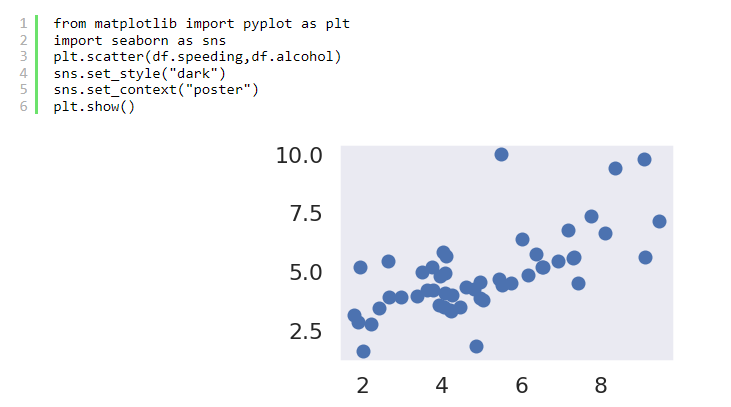 1 from matplotlib import pyplot as plt
2 import seaborn as sns
3 plt.scatter(df.speeding,df.alcohol)
4 sns.set_style("dark")
5 sns.set_context("poster")
6 plt.show()
10.0
7.5
5.0
2.5
2 4 6 8